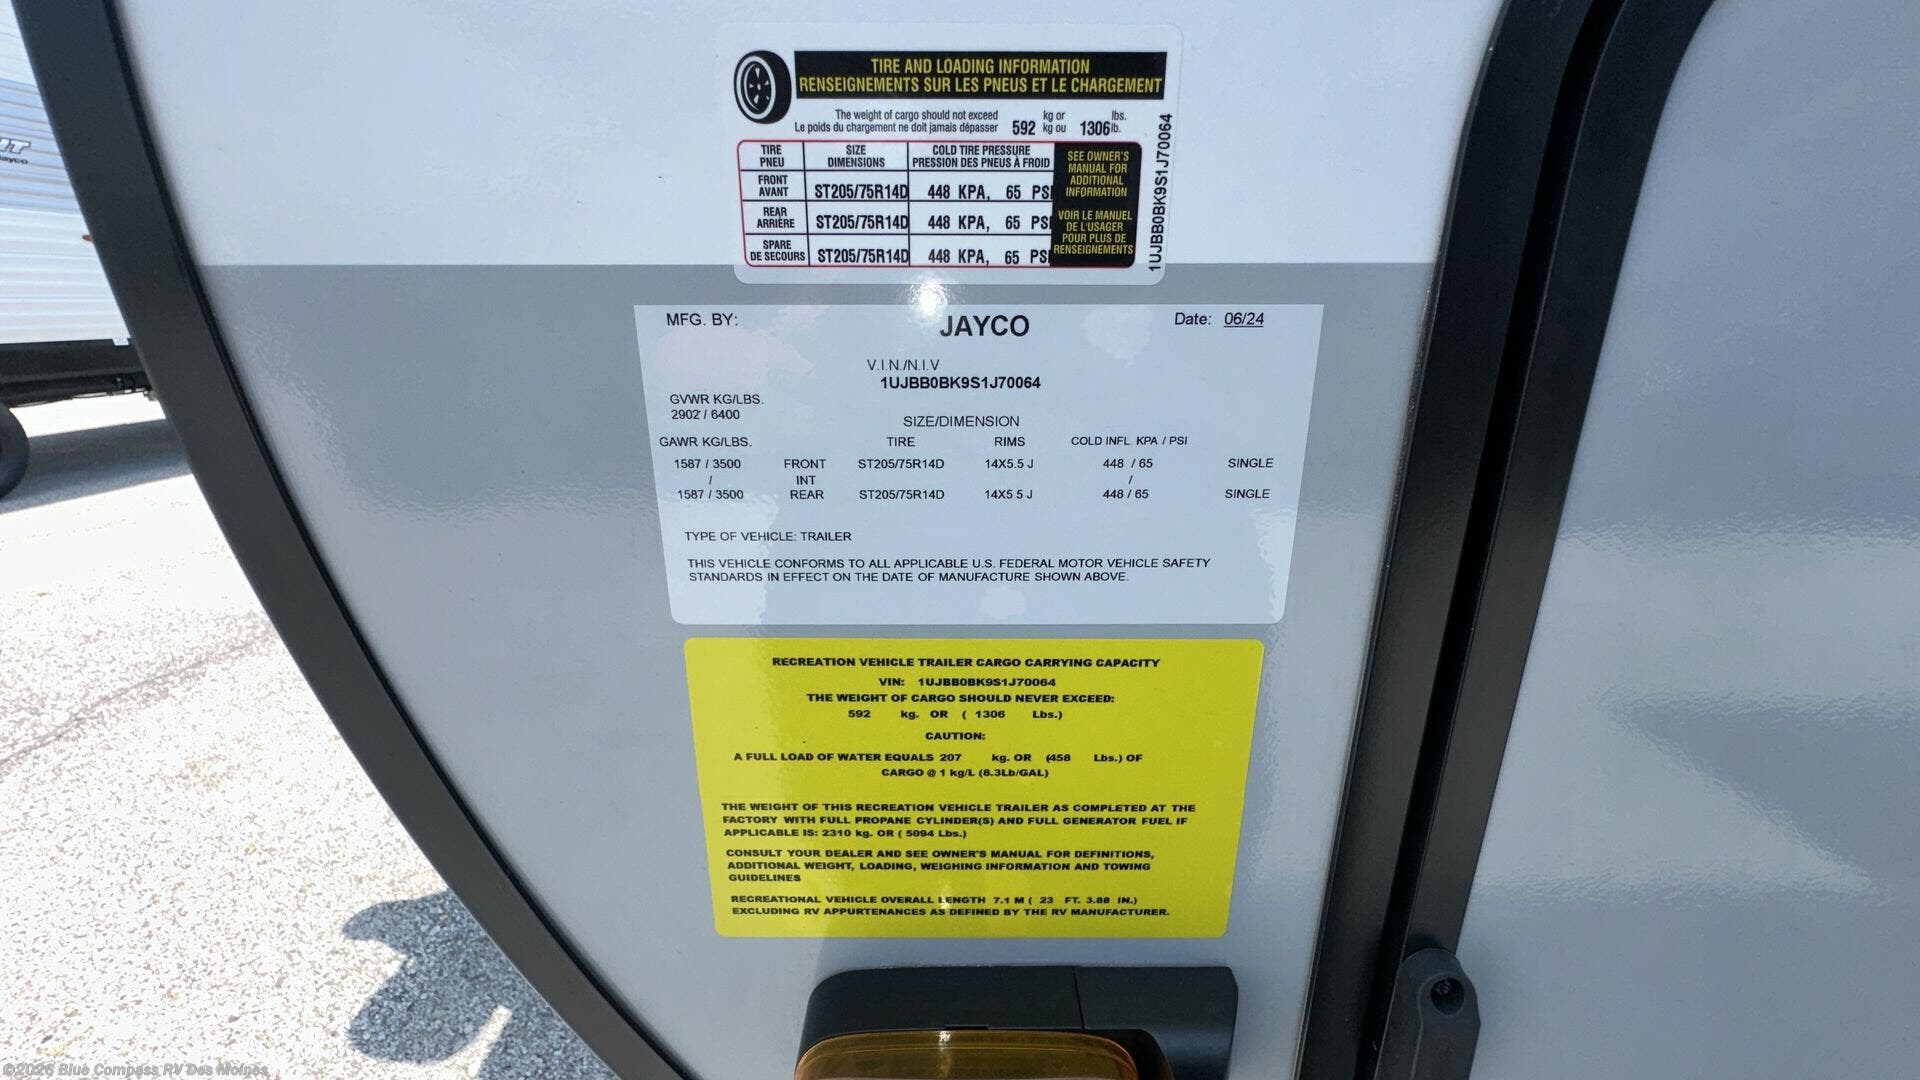 TIRE AND LOADING INFORMATION
RENSEIGNEMENTS SUR LES PNEUS ET LE CHARGEMENT
The weight of cargo should not exceed 592 kg or 1306 lbs.
Le poids du chargement ne doit jamais dépasser kg ou lb.
TIRE SIZE COLD TIRE PRESSURE
PNEU DIMENSIONS PRESSION DES PNEUS À FROID
FRONT
AVANT ST205/75R14D 448 KPA, 65 PSI
REAR
ARRIÈRE ST205/75R14D 448 KPA, 65 PSI
SPARE
DE SECOURS ST205/75R14D 448 KPA, 65 PSI
SEE OWNER'S
MANUAL FOR
ADDITIONAL
INFORMATION
VOIR LE MANUEL
DE L'USAGER
POUR PLUS DE
RENSEIGNEMENTS
1UJBB0BK9S1J70064
MFG. BY: JAYCO Date: 06/24
V.I.N./N.I.V
1UJBB0BK9S1J70064
GVWR KG/LBS.
2902 / 6400
SIZE/DIMENSION
GAWR KG/LBS. TIRE RIMS COLD INFL. KPA / PSI
1587 / 3500 FRONT ST205/75R14D 14X5.5 J 448 / 65 SINGLE
/ INT /
1587 / 3500 REAR ST205/75R14D 14X5 5 J 448 / 65 SINGLE
TYPE OF VEHICLE: TRAILER
THIS VEHICLE CONFORMS TO ALL APPLICABLE U.S. FEDERAL MOTOR VEHICLE SAFETY
STANDARDS IN EFFECT ON THE DATE OF MANUFACTURE SHOWN ABOVE.
RECREATION VEHICLE TRAILER CARGO CARRYING CAPACITY
VIN: 1UJBB0BK9S1J70064
THE WEIGHT OF CARGO SHOULD NEVER EXCEED:
592 kg. OR ( 1306 Lbs.)
CAUTION:
A FULL LOAD OF WATER EQUALS 207 kg. OR (458 Lbs.) OF
CARGO @ 1 kg/L (8.3Lb/GAL)
THE WEIGHT OF THIS RECREATION VEHICLE TRAILER AS COMPLETED AT THE
FACTORY WITH FULL PROPANE CYLINDER(S) AND FULL GENERATOR FUEL IF
APPLICABLE IS: 2310 kg. OR ( 5094 Lbs.)
CONSULT YOUR DEALER AND SEE OWNER'S MANUAL FOR DEFINITIONS,
ADDITIONAL WEIGHT, LOADING, WEIGHING INFORMATION AND TOWING
GUIDELINES
RECREATIONAL VEHICLE OVERALL LENGTH 7.1 M ( 23 FT. 3.88 IN.)
EXCLUDING RV APPURTENANCES AS DEFINED BY THE RV MANUFACTURER.
Jayco
©2026 Blue Compass RV Des Moines